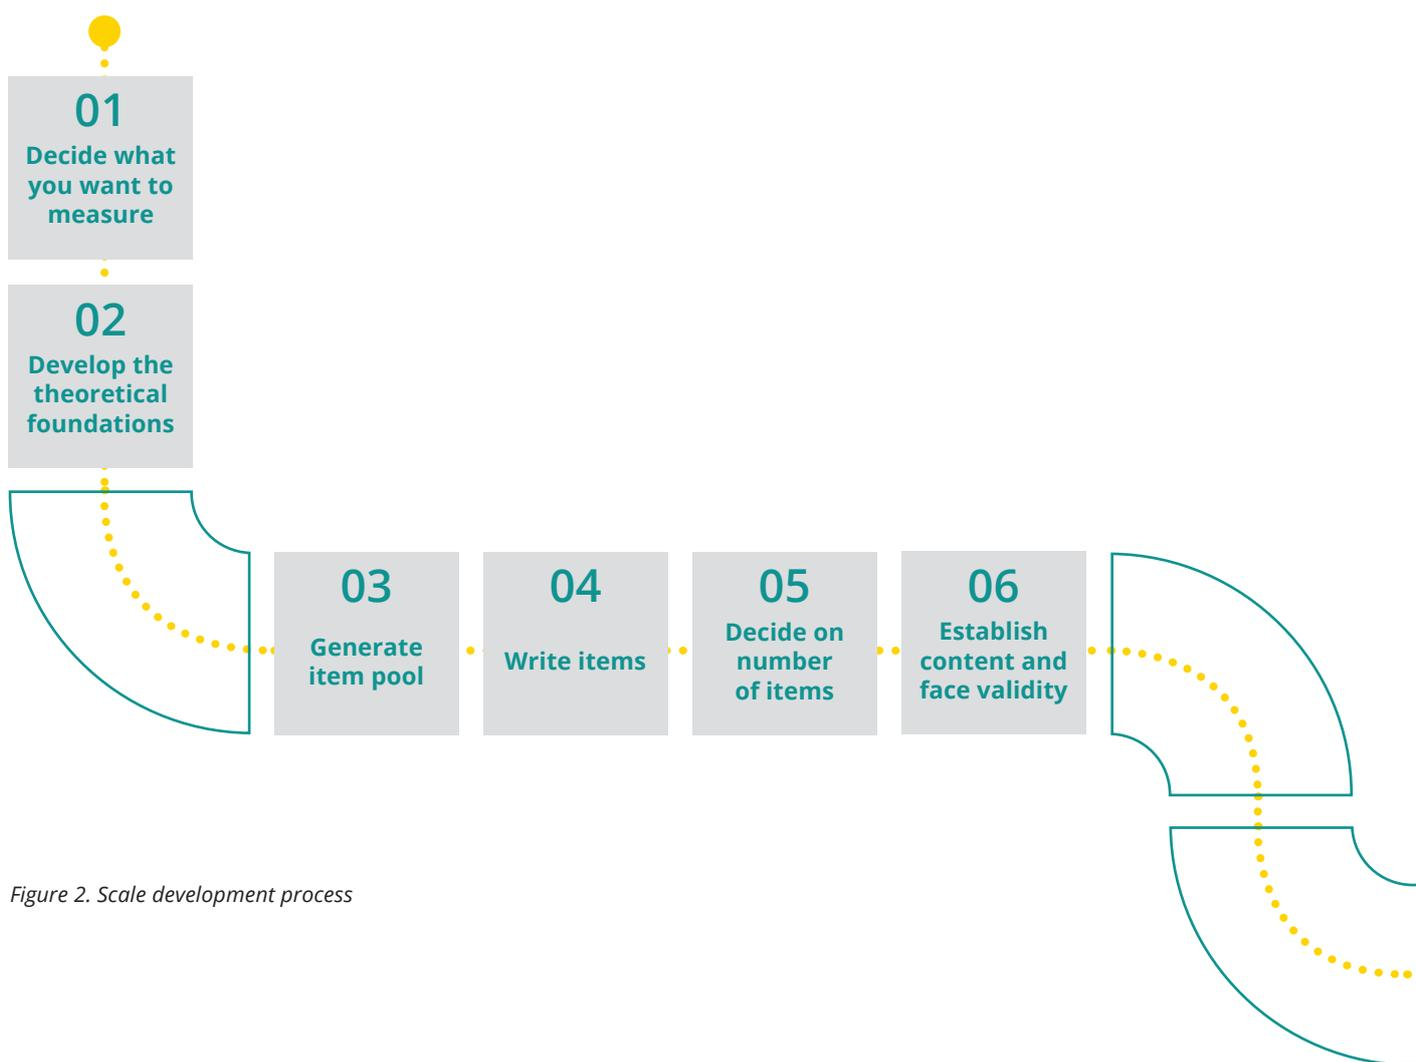 01
Decide what
you want to
measure
02
Develop the
theoretical
foundations
03
Generate
item pool
04
Write items
05
Decide on
number
of items
06
Establish
content and
face validity
Figure 2. Scale development process